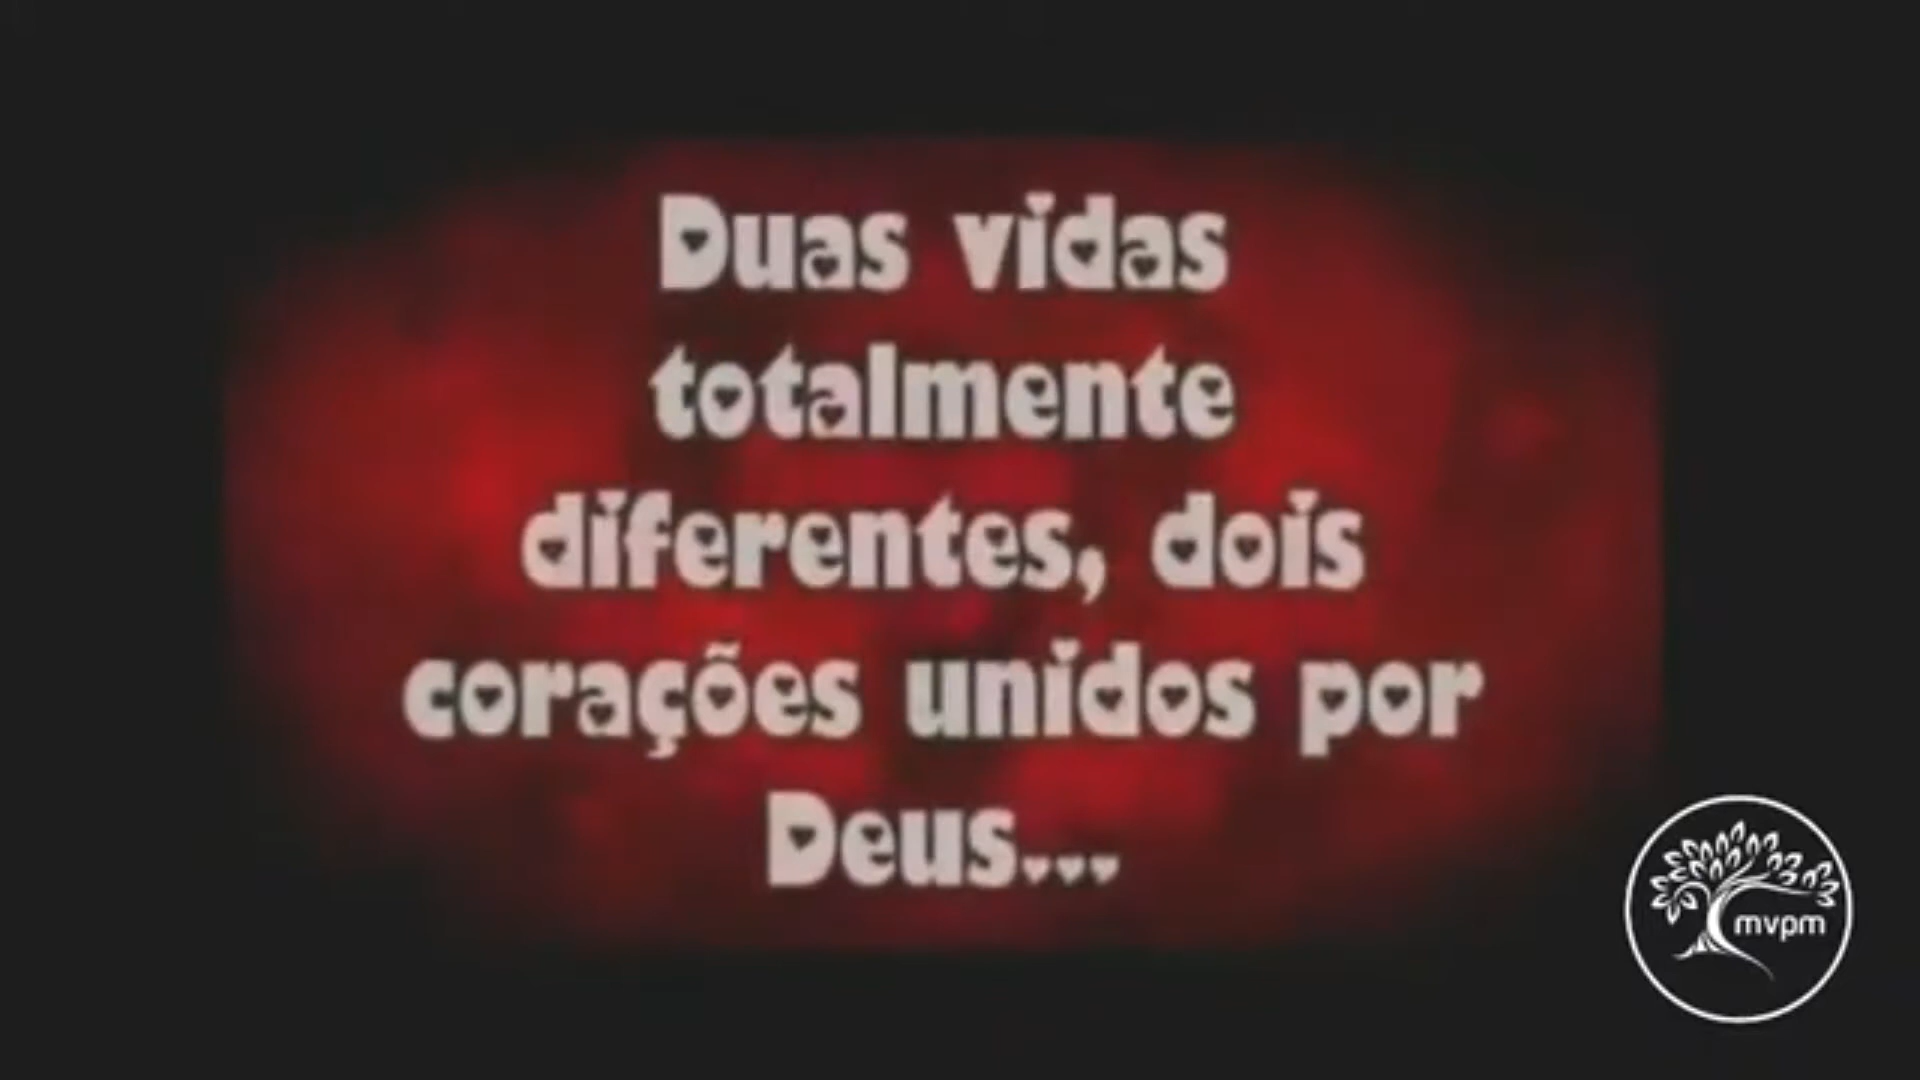 Duas vidas
totalmente
diferentes, dois
corações unidos por
Deus...
mvpm